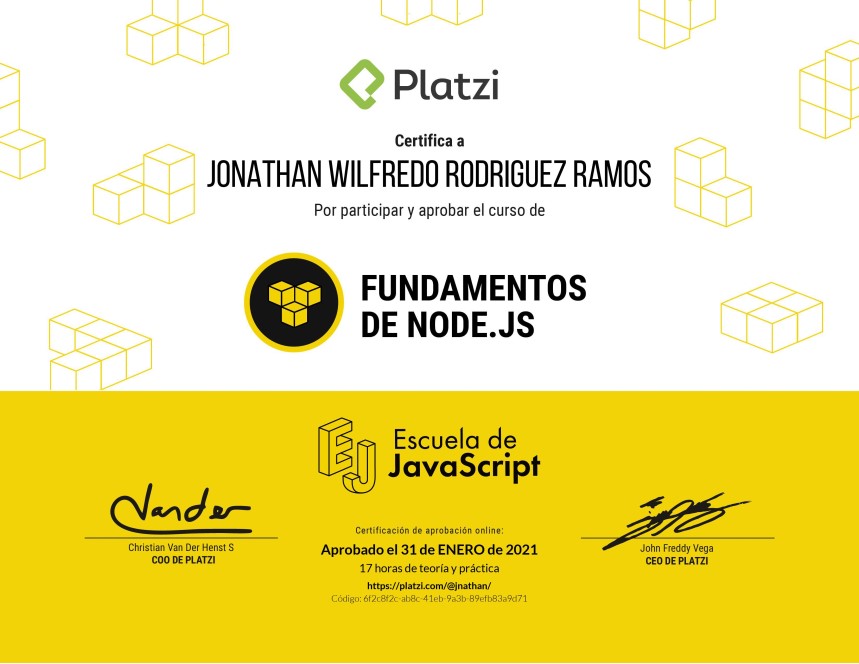 Platzi
Certifica a
JONATHAN WILFREDO RODRIGUEZ RAMOS
Por participar y aprobar el curso de
FUNDAMENTOS
DE NODE.JS
EJ
Escuela de
JavaScript
Vander
Christian Van Der Henst S
COO DE PLATZI
Certificación de aprobación online:
Aprobado el 31 de ENERO de 2021
17 horas de teoría y práctica
https://platzi.com/@jnathan/
Código: 6f2c8f2c-ab8c-41eb-9a3b-89efb83a9d71
John Freddy Vega
CEO DE PLATZI